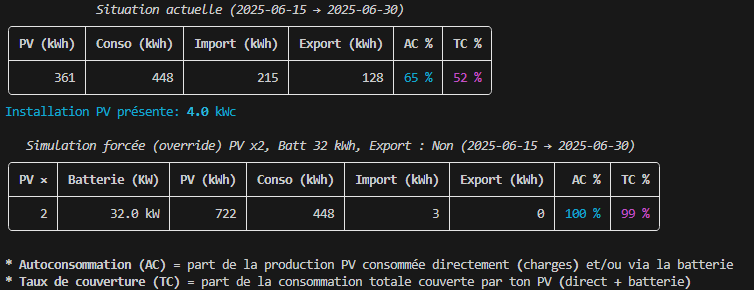 Situation actuelle (2025-06-15 → 2025-06-30)
PV (kWh) Conso (kWh) Import (kWh) Export (kWh) AC % TC %
361 448 215 128 65 % 52 %
Installation PV présente: 4.0 kWc
Simulation forcée (override) PV x2, Batt 32 kWh, Export : Non (2025-06-15 → 2025-06-30)
PV × Batterie (KW) PV (kWh) Conso (kWh) Import (kWh) Export (kWh) AC % TC %
2 32.0 kW 722 448 3 0 100 % 99 %
* Autoconsommation (AC) = part de la production PV consommée directement (charges) et/ou via la batterie
* Taux de couverture (TC) = part de la consommation totale couverte par ton PV (direct + batterie)